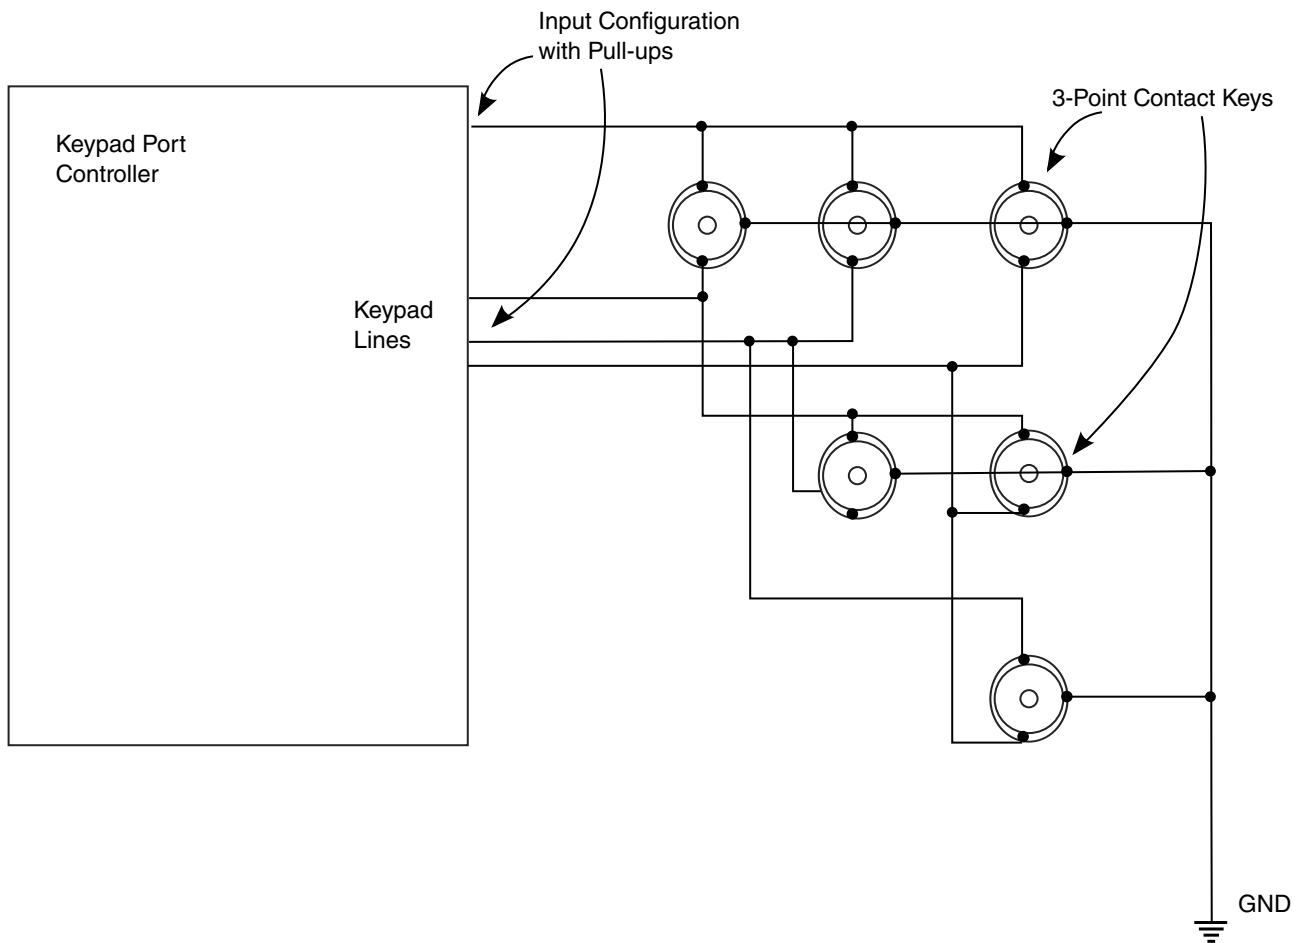 Input Configuration
with Pull-ups
3-Point Contact Keys
Keypad Port
Controller
Keypad
Lines
GND